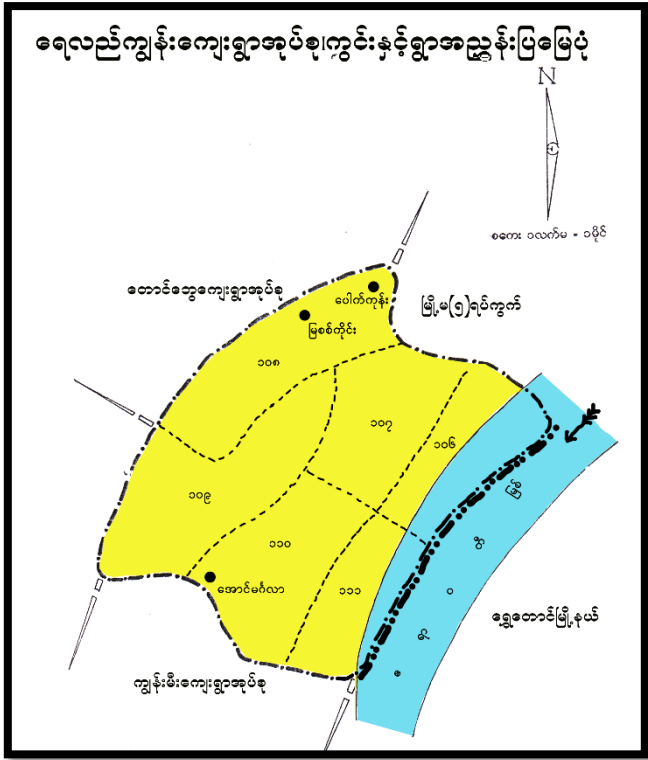 ရေလည်ကျွန်းကျေးရွာအုပ်စု၊ကွင်းနှင့်ရွာအညွှန်းပြမြေပုံ
N
စကေး ၁လက်မ = ၁မိုင်
တောင်ဘွေကျေးရွာအုပ်စု
ပေါက်ကုန်း
မြို့မ(၅)ရပ်ကွက်
မြစစ်ကိုင်း
၁၀၈
၁၀၇
၁၀၆
၁၀၉
၁၁၀
အောင်မင်္ဂလာ
၁၁၁
ရွှေတောင်မြို့နယ်
ကျွန်းမီးကျေးရွာအုပ်စု